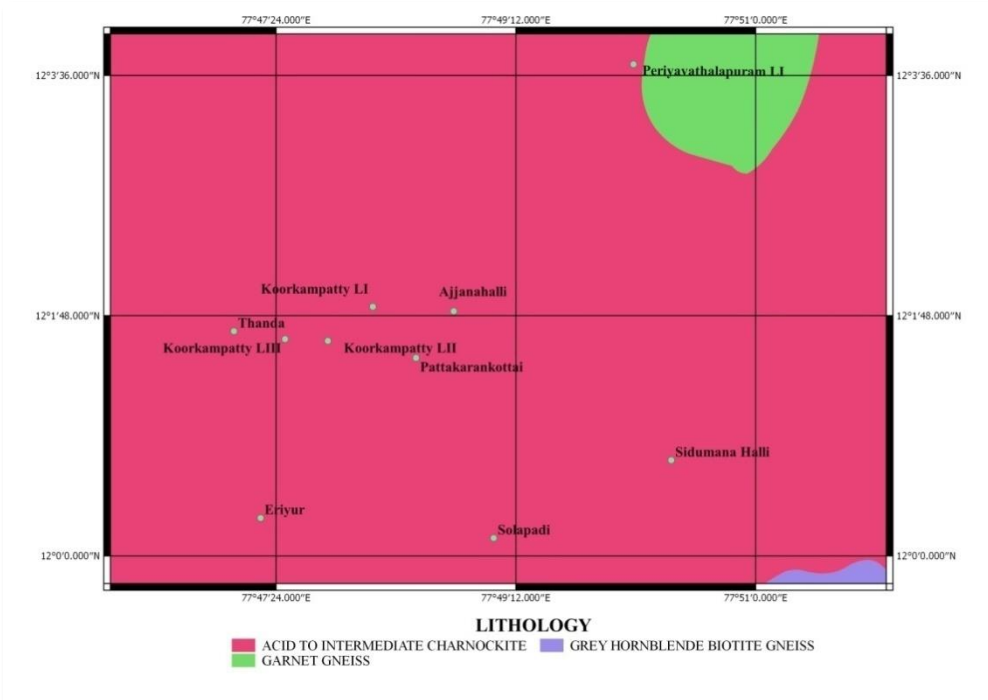 77°47′24.000″E 77°49′12.000″E 77°51′0.000″E
12°3′36.000″N 12°3′36.000″N
Periyavathalapuram LI
Koorkampatty LI
Ajjanahalli
12°1′48.000″N 12°1′48.000″N
Thanda
Koorkampatty LIII
Koorkampatty LII
Pattakarankottai
Sidumana Halli
Eriyur
Solapadi
12°0′0.000″N 12°0′0.000″N
77°47′24.000″E 77°49′12.000″E 77°51′0.000″E
LITHOLOGY
ACID TO INTERMEDIATE CHARNOCKITE GREY HORNBLENDE BIOTITE GNEISS
GARNET GNEISS